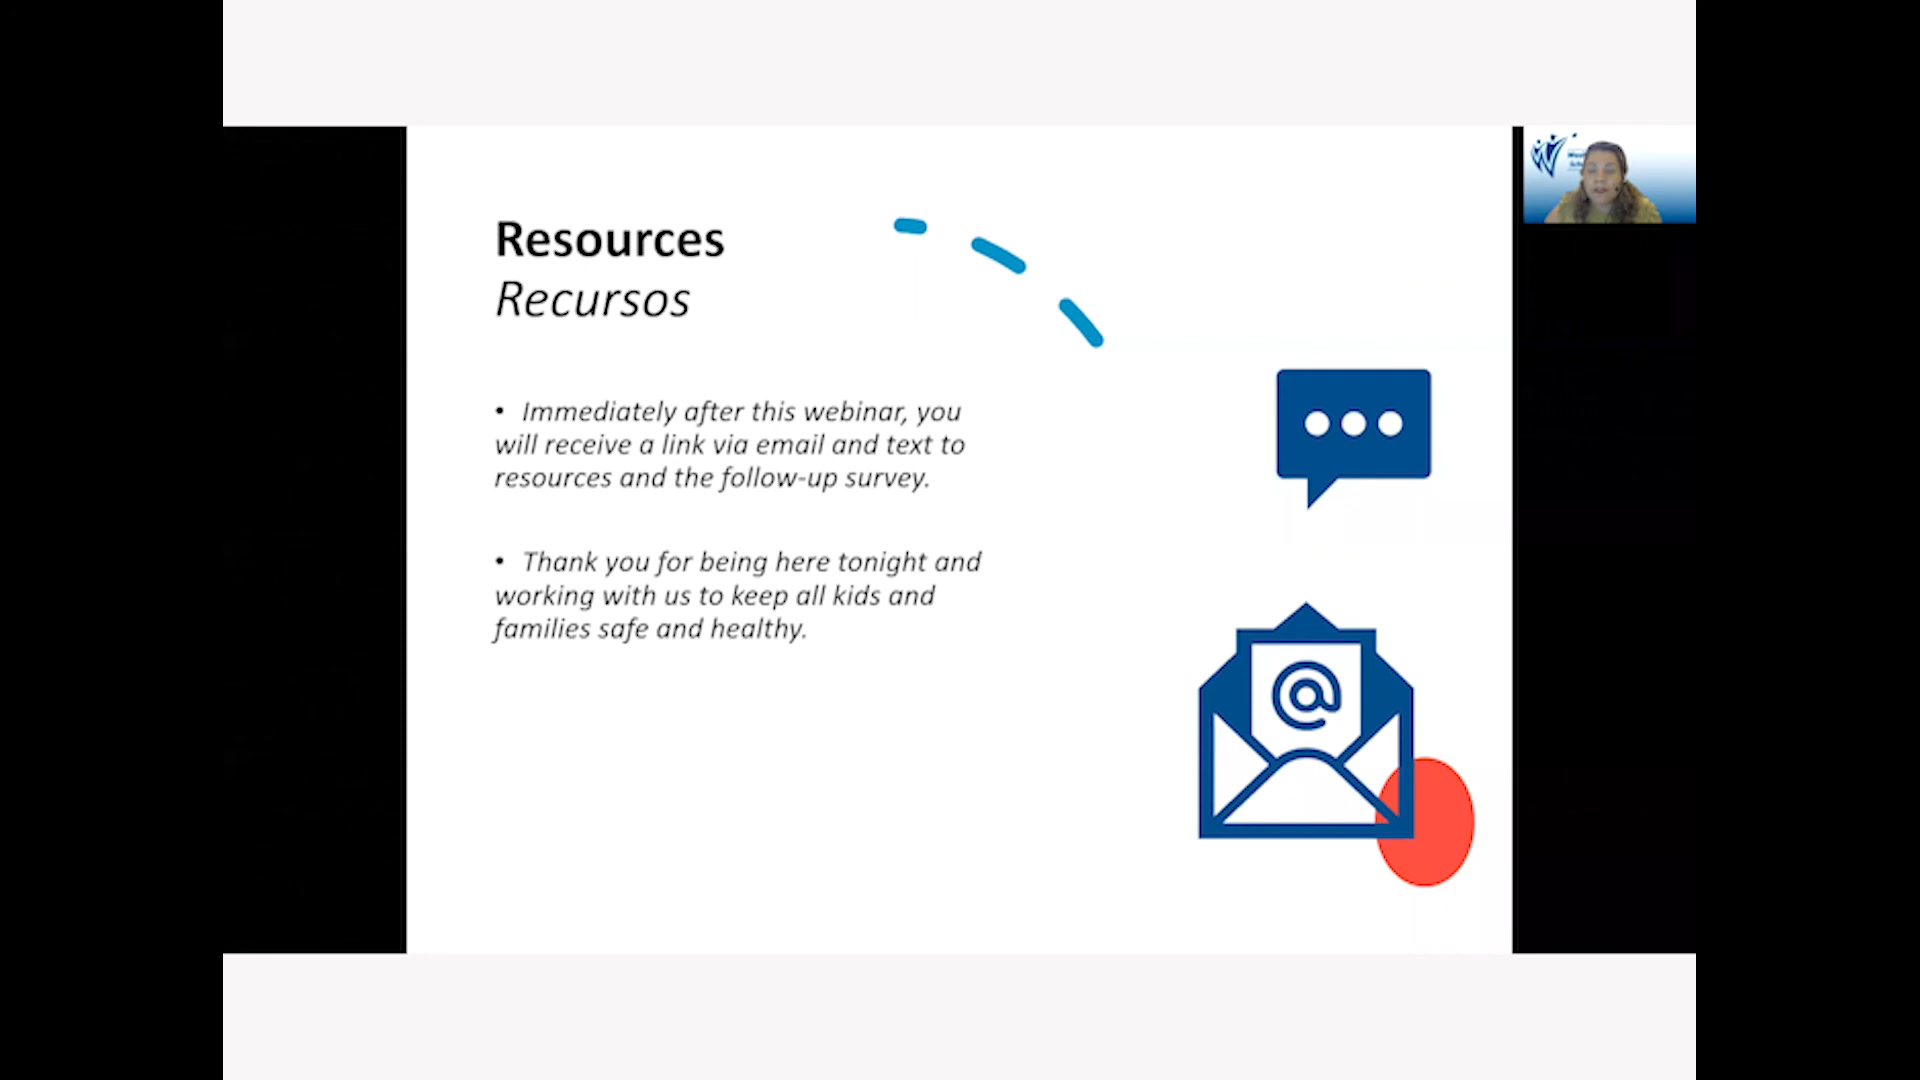 Resources
Recursos
• Immediately after this webinar, you
will receive a link via email and text to
resources and the follow-up survey.
• Thank you for being here tonight and
working with us to keep all kids and
families safe and healthy.
@